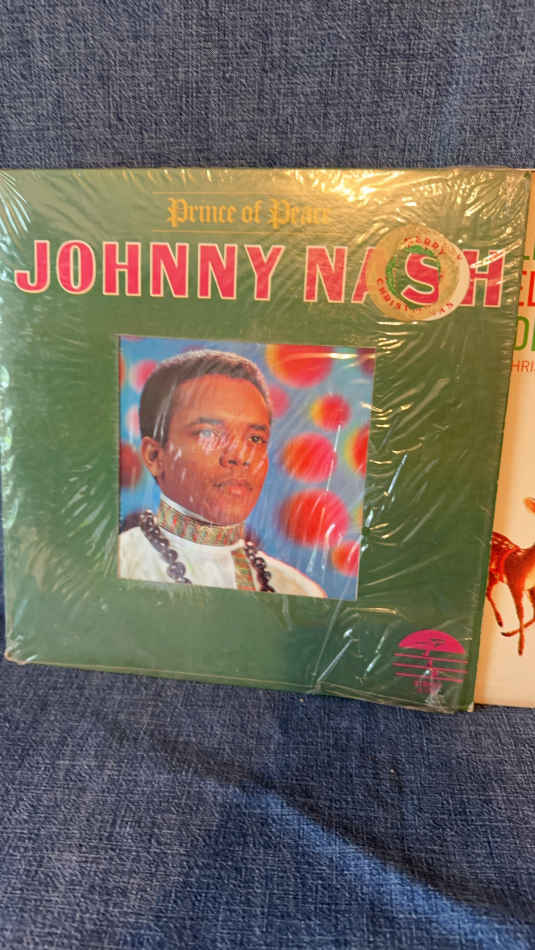 Prince of Peace
JOHNNY NASH
MERRY
CHRISTMAS